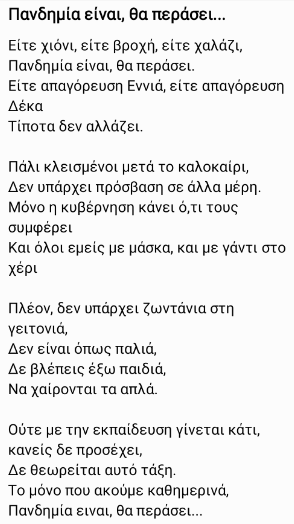 Πανδημία είναι, θα περάσει...
Είτε χιόνι, είτε βροχή, είτε χαλάζι,
Πανδημία είναι, θα περάσει.
Είτε απαγόρευση Εννιά, είτε απαγόρευση
Δέκα
Τίποτα δεν αλλάζει.
Πάλι κλεισμένοι μετά το καλοκαίρι,
Δεν υπάρχει πρόσβαση σε άλλα μέρη.
Μόνο η κυβέρνηση κάνει ό,τι τους
συμφέρει
Και όλοι εμείς με μάσκα, και με γάντι στο
χέρι
Πλέον, δεν υπάρχει ζωντάνια στη
γειτονιά,
Δεν είναι όπως παλιά,
Δε βλέπεις έξω παιδιά,
Να χαίρονται τα απλά.
Ούτε με την εκπαίδευση γίνεται κάτι,
κανείς δε προσέχει,
Δε θεωρείται αυτό τάξη.
Το μόνο που ακούμε καθημερινά,
Πανδημία ειναι, θα περάσει...